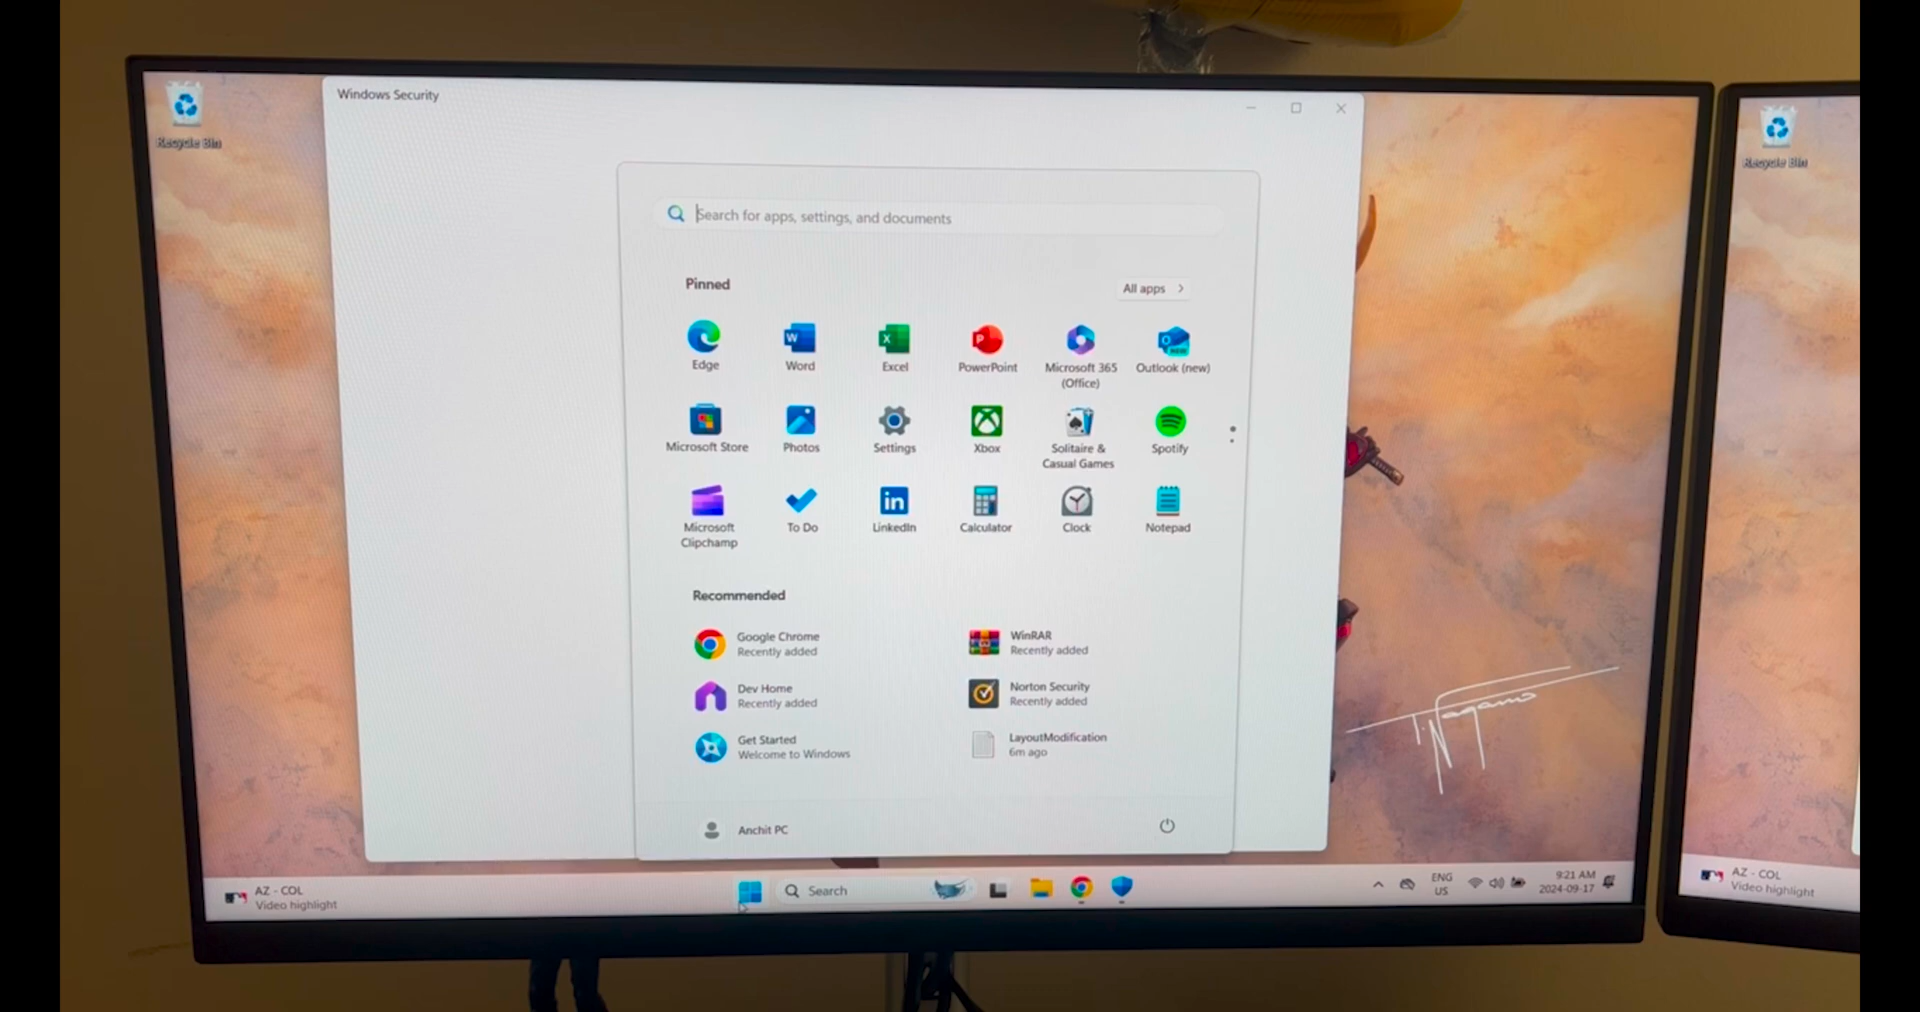 Recycle Bin
Windows Security
Recycle Bin
Search for apps, settings, and documents
Pinned
All apps
Edge
Word
Excel
PowerPoint
Microsoft 365
(Office)
Outlook (new)
Microsoft Store
Photos
Settings
Xbox
Solitaire &
Casual Games
Spotify
Microsoft
Clipchamp
To Do
LinkedIn
Calculator
Clock
Notepad
Recommended
Google Chrome
Recently added
WinRAR
Recently added
Dev Home
Recently added
Norton Security
Recently added
Get Started
Welcome to Windows
LayoutModification
6m ago
Anchit PC
T.Nagano
AZ - COL
Video highlight
Search
ENG
US
9:21 AM
2024-09-17
AZ - COL
Video highlight